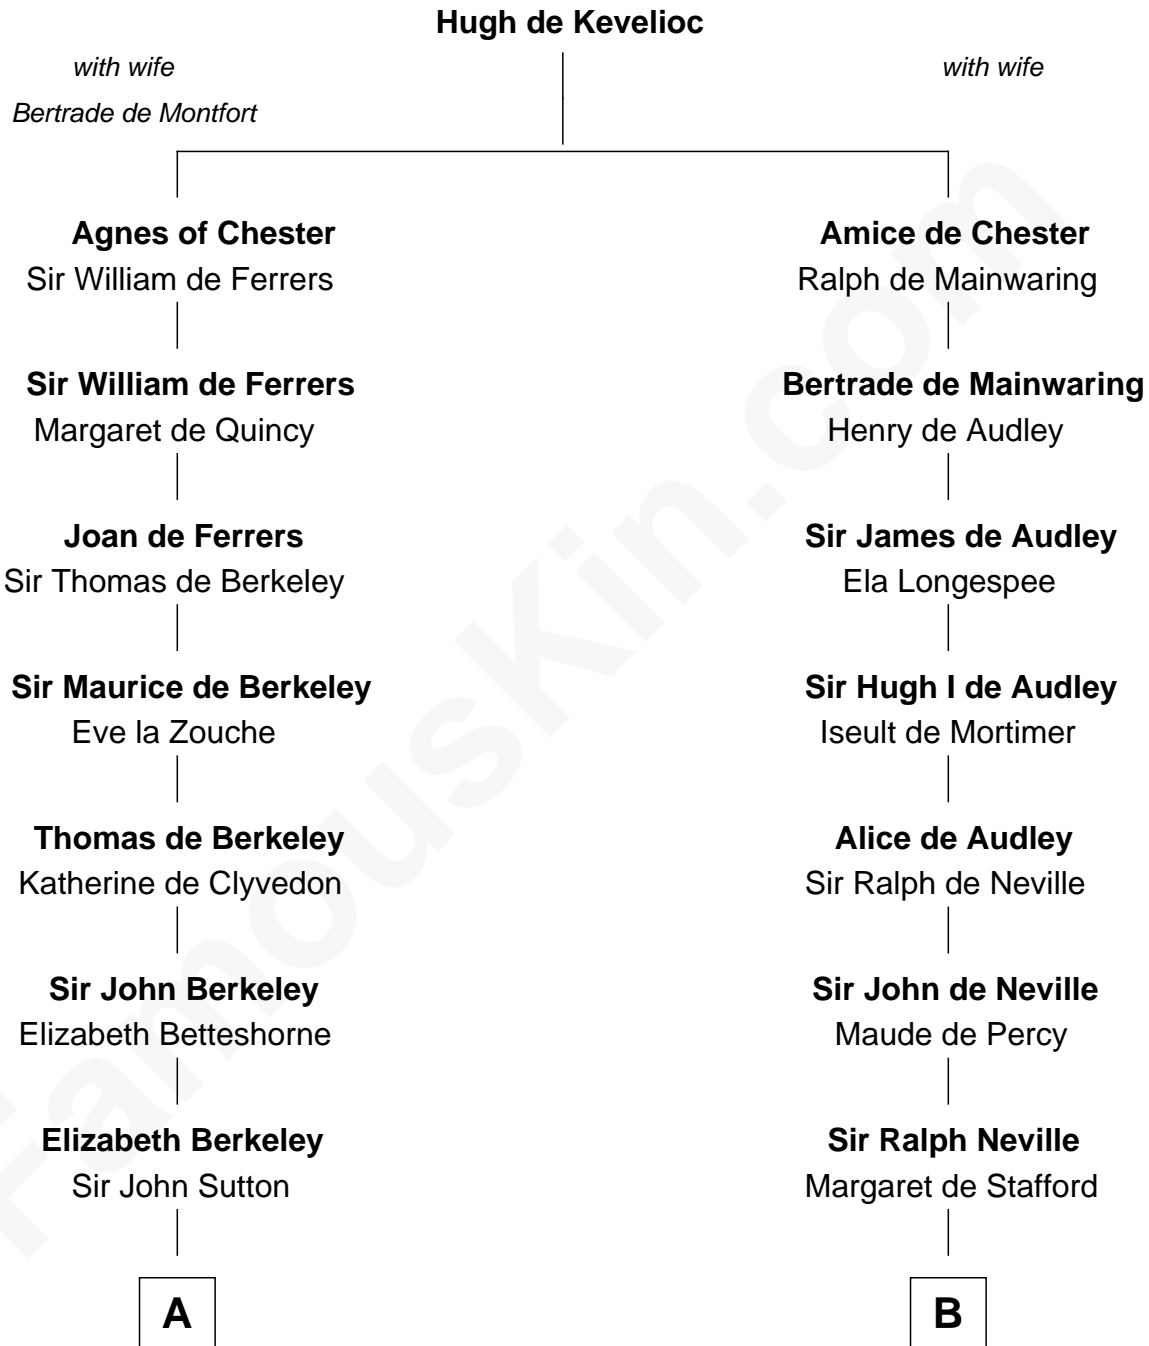 Hugh de Kevelioc
with wife
Bertrade de Montfort
with wife
Agnes of Chester
Sir William de Ferrers
Sir William de Ferrers
Margaret de Quincy
Joan de Ferrers
Sir Thomas de Berkeley
Sir Maurice de Berkeley
Eve la Zouche
Thomas de Berkeley
Katherine de Clyvedon
Sir John Berkeley
Elizabeth Betteshorne
Elizabeth Berkeley
Sir John Sutton
A
Amice de Chester
Ralph de Mainwaring
Bertrade de Mainwaring
Henry de Audley
Sir James de Audley
Ela Longespee
Sir Hugh I de Audley
Iseult de Mortimer
Alice de Audley
Sir Ralph de Neville
Sir John de Neville
Maude de Percy
Sir Ralph Neville
Margaret de Stafford
B
FamousKin.com